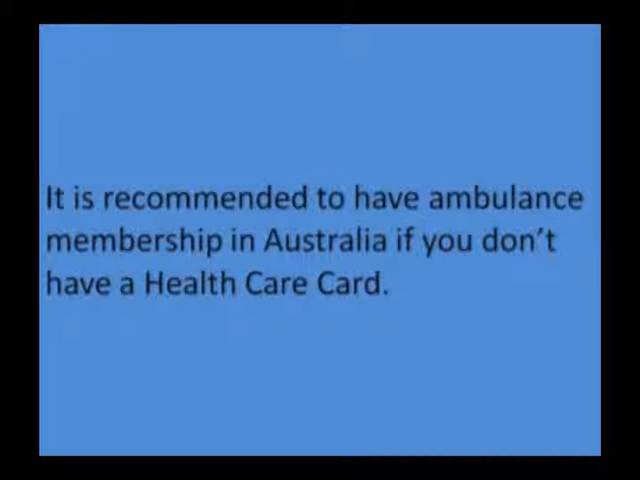 It is recommended to have ambulance
membership in Australia if you don’t
have a Health Care Card.